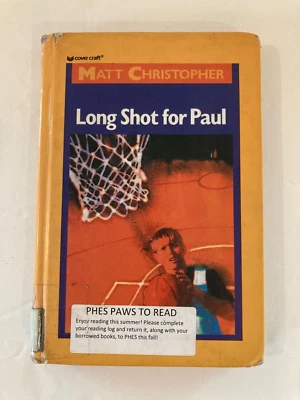 cover craft®
MATT CHRISTOPHER
Long Shot for Paul
PHES PAWS TO READ
Enjoy reading this summer! Please complete
your reading log and return it, along with your
borrowed books, to PHES this fall!